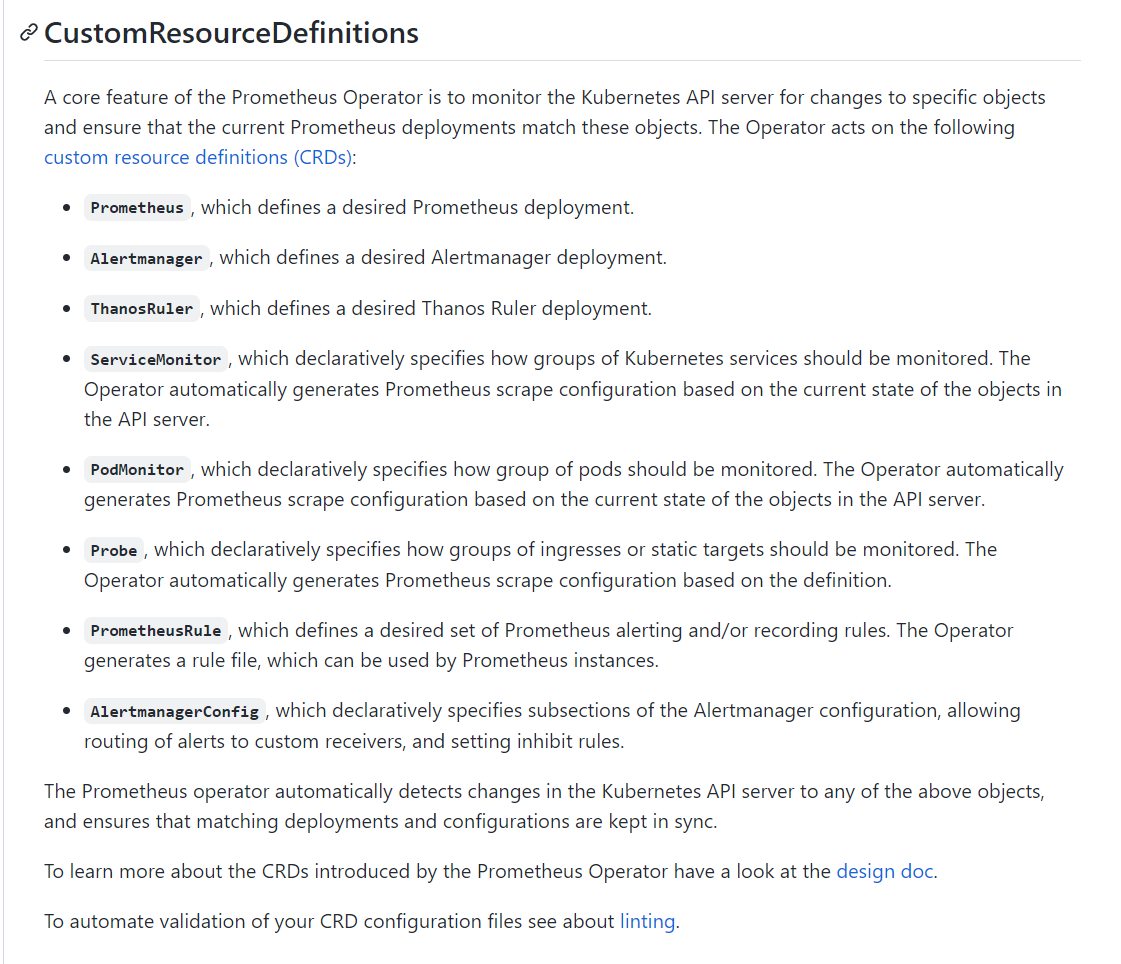 CustomResourceDefinitions
A core feature of the Prometheus Operator is to monitor the Kubernetes API server for changes to specific objects
and ensure that the current Prometheus deployments match these objects. The Operator acts on the following
custom resource definitions (CRDs):
• Prometheus, which defines a desired Prometheus deployment.
• Alertmanager, which defines a desired Alertmanager deployment.
• ThanosRuler, which defines a desired Thanos Ruler deployment.
• ServiceMonitor, which declaratively specifies how groups of Kubernetes services should be monitored. The
Operator automatically generates Prometheus scrape configuration based on the current state of the objects in
the API server.
• PodMonitor, which declaratively specifies how group of pods should be monitored. The Operator automatically
generates Prometheus scrape configuration based on the current state of the objects in the API server.
• Probe, which declaratively specifies how groups of ingresses or static targets should be monitored. The
Operator automatically generates Prometheus scrape configuration based on the definition.
• PrometheusRule, which defines a desired set of Prometheus alerting and/or recording rules. The Operator
generates a rule file, which can be used by Prometheus instances.
• AlertmanagerConfig, which declaratively specifies subsections of the Alertmanager configuration, allowing
routing of alerts to custom receivers, and setting inhibit rules.
The Prometheus operator automatically detects changes in the Kubernetes API server to any of the above objects,
and ensures that matching deployments and configurations are kept in sync.
To learn more about the CRDs introduced by the Prometheus Operator have a look at the design doc.
To automate validation of your CRD configuration files see about linting.